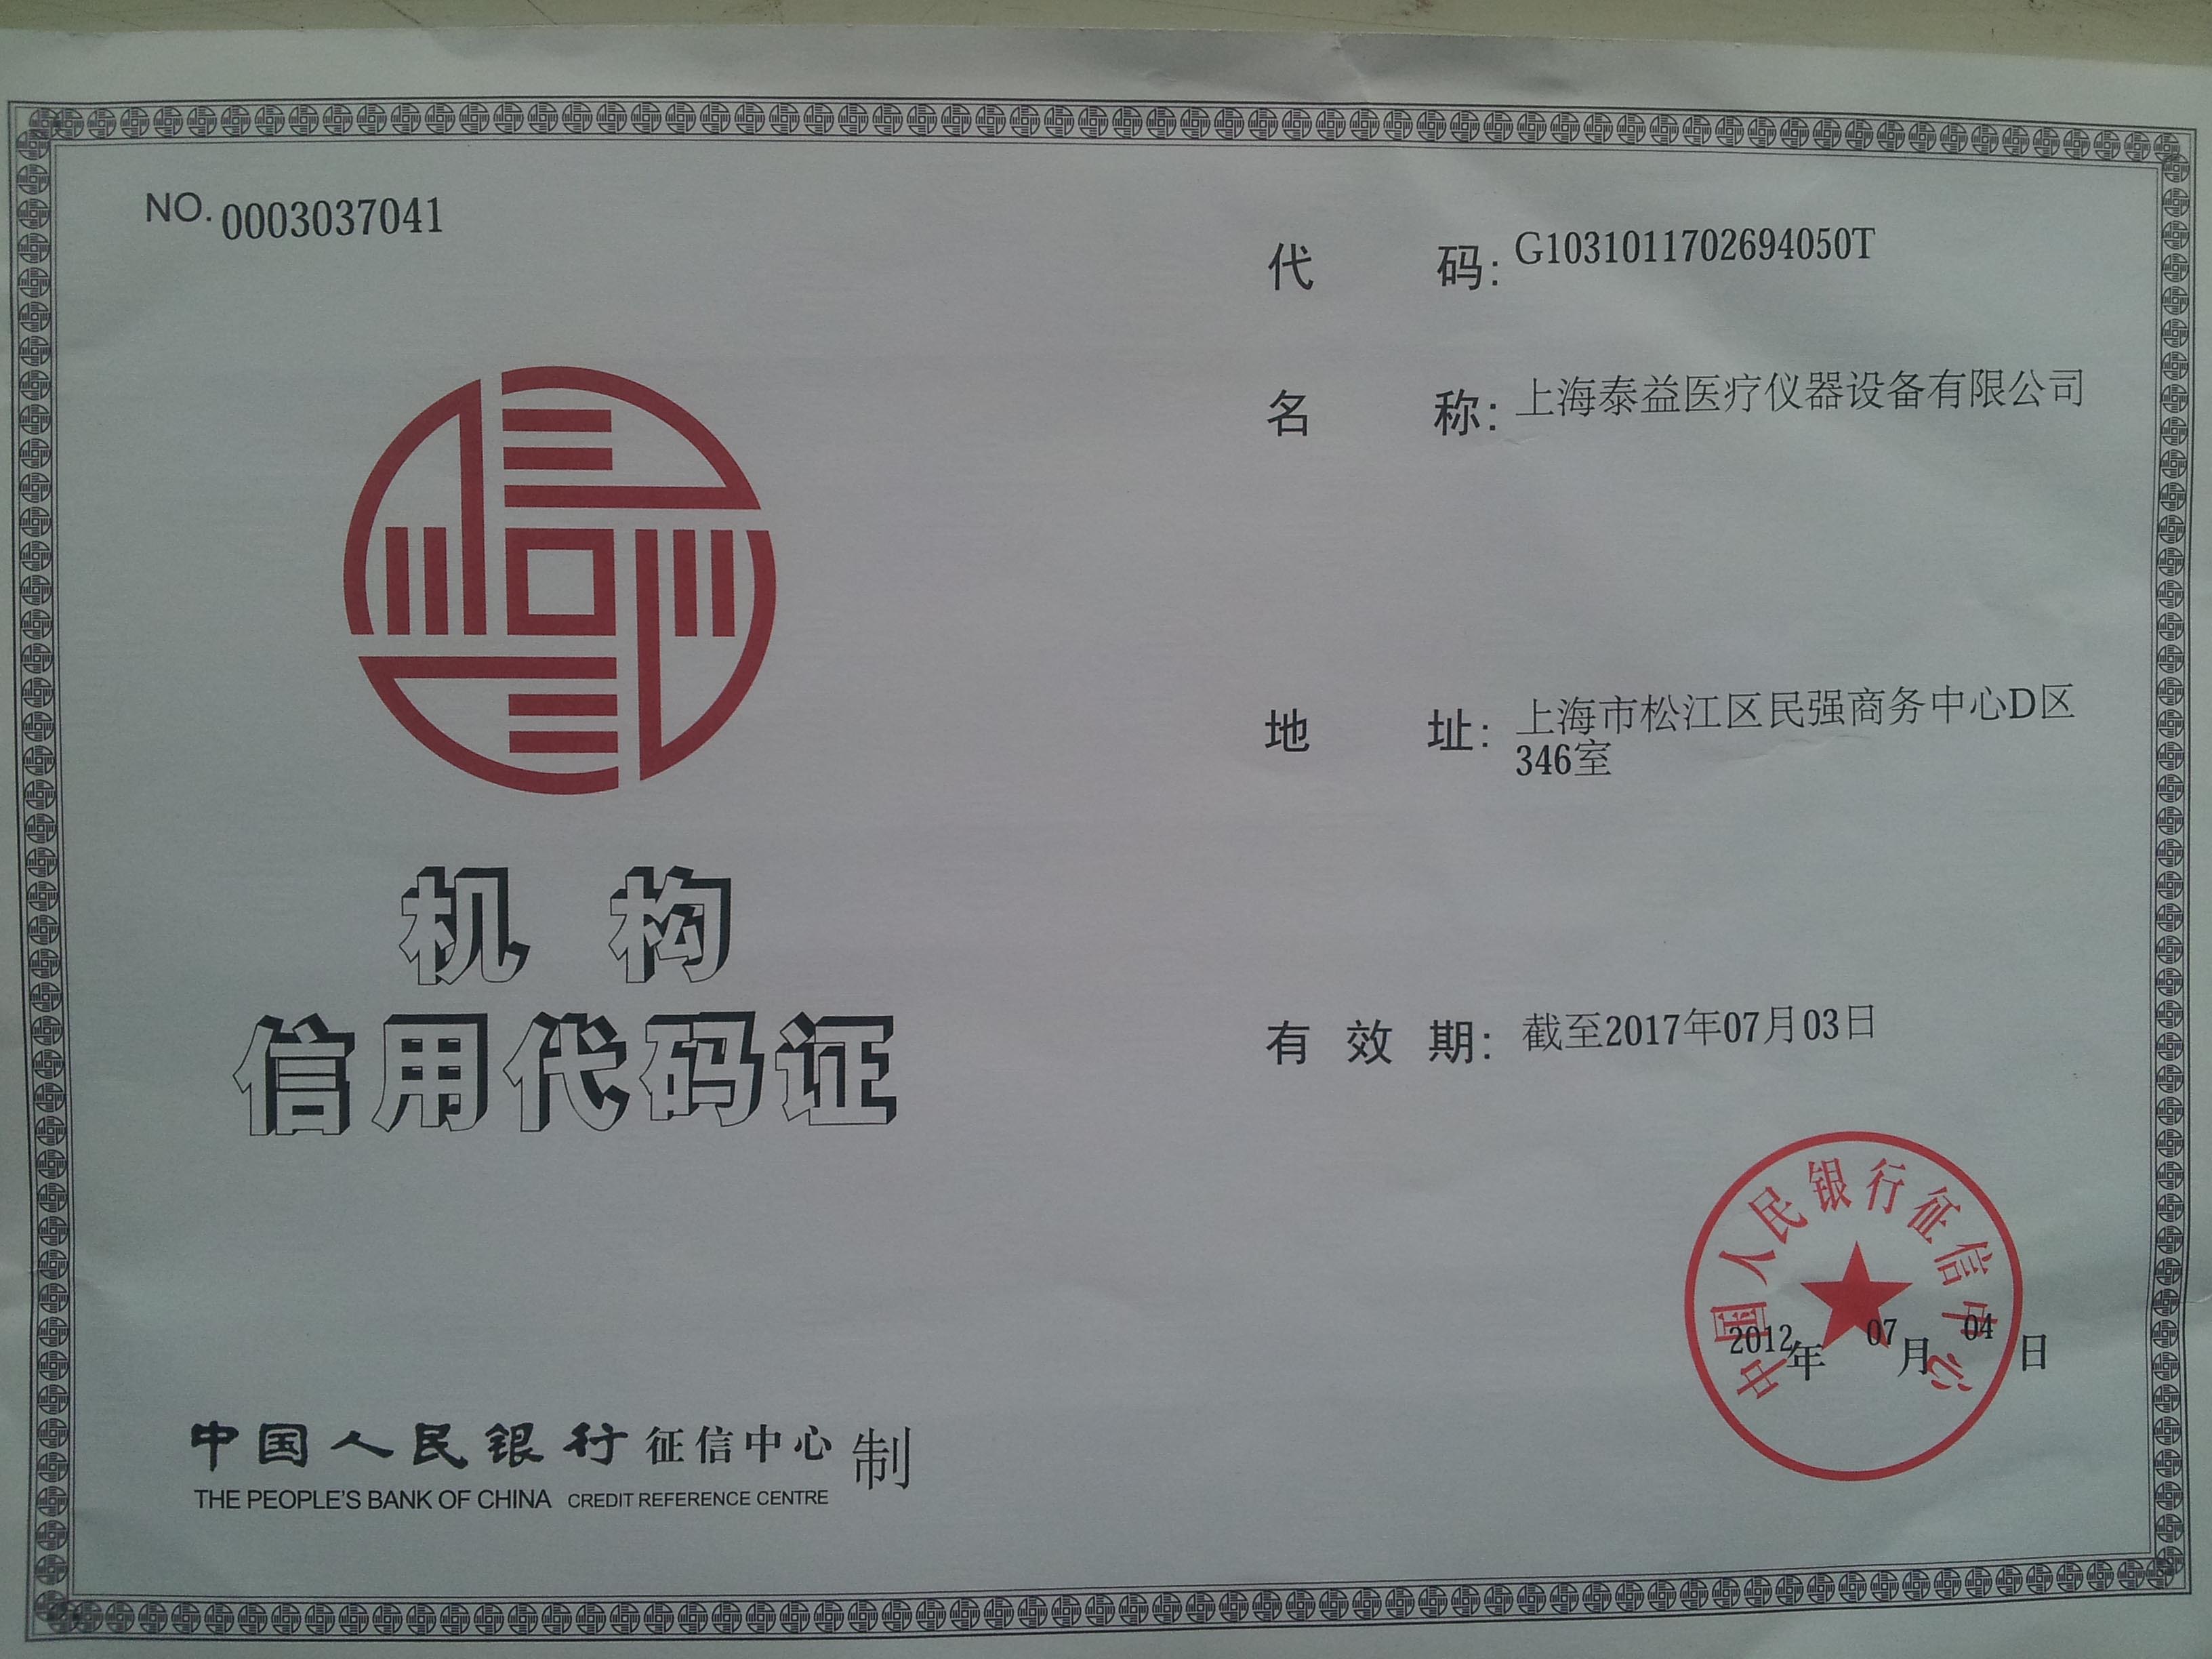 NO. 0003037041
机构
信用代码证
中国人民银行征信中心 制
THE PEOPLE'S BANK OF CHINA CREDIT REFERENCE CENTRE
代码: G1031011702694050T
名称: 上海泰益医疗仪器设备有限公司
地址: 上海市松江区民强商务中心D区
346室
有效期: 截至2017年07月03日
中国人民银行征信中心
2012年07月04日